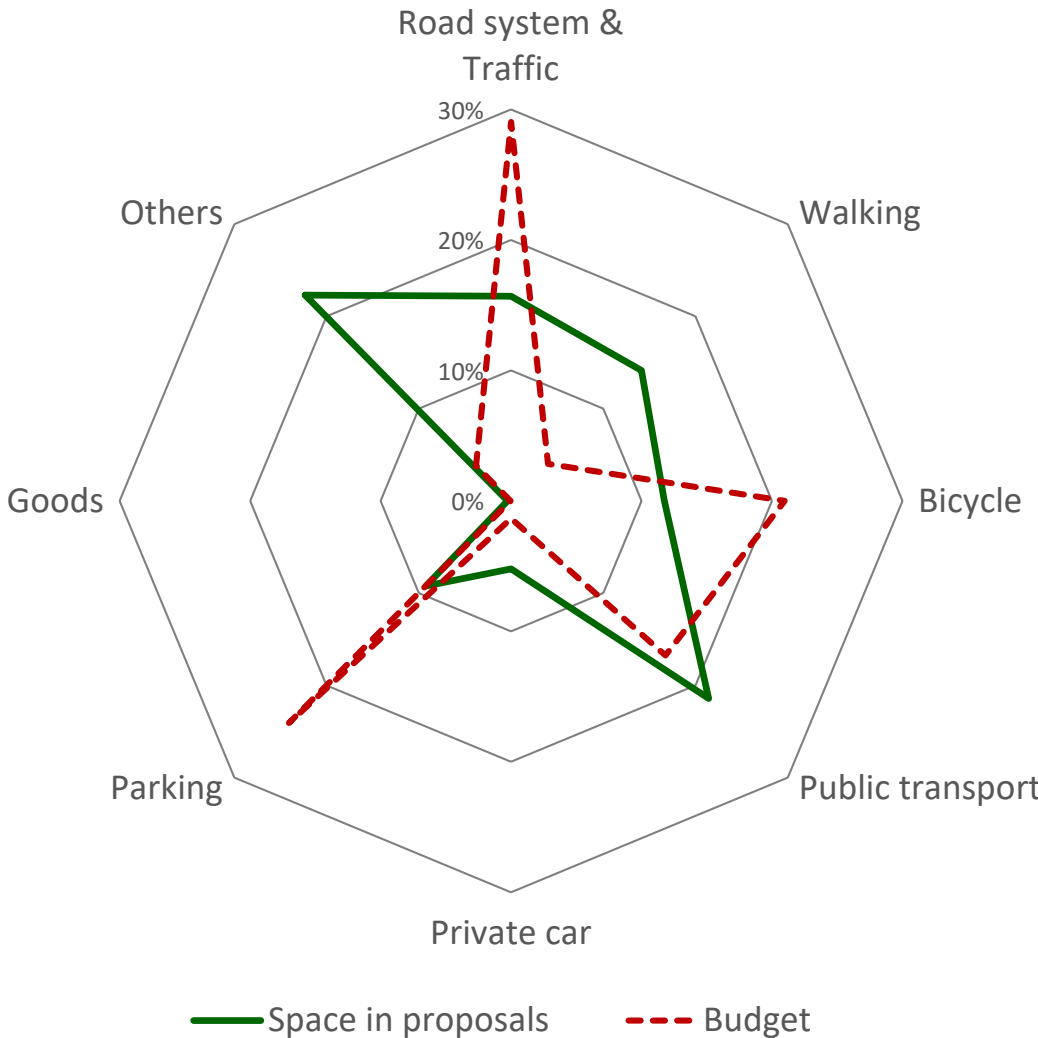 Road system &
Traffic
30%
Others
Walking
20%
10%
Goods
0%
Bicycle
Parking
Public transport
Private car
Space in proposals
Budget